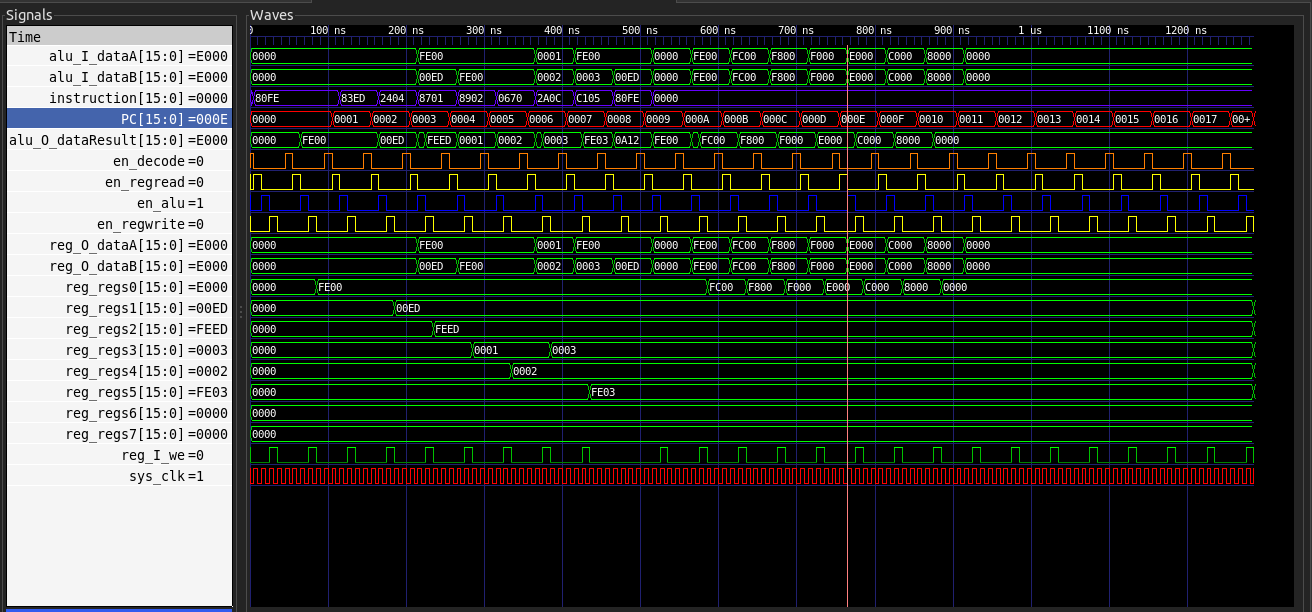 Signals Waves
Time 0 100 ns 200 ns 300 ns 400 ns 500 ns 600 ns 700 ns 800 ns 900 ns 1 us 1100 ns 1200 ns
alu_I_dataA[15:0]=E000 0000 FE00 0001 FE00 0000 FE00 FC00 F800 F000 E000 C000 8000 0000
alu_I_dataB[15:0]=E000 0000 00ED FE00 0002 0003 00ED 0000 FE00 FC00 F800 F000 E000 C000 8000 0000
instruction[15:0]=0000 80FE 83ED 2404 8701 8902 0670 2A0C C105 80FE 0000
PC[15:0]=000E 0000 0001 0002 0003 0004 0005 0006 0007 0008 0009 000A 000B 000C 000D 000E 000F 0010 0011 0012 0013 0014 0015 0016 0017 00+
alu_O_dataResult[15:0]=E000 0000 FE00 00ED FEED 0001 0002 0003 FE03 0A12 FE00 FC00 F800 F000 E000 C000 8000 0000
en_decode=0
en_regread=0
en_alu=1
en_regwrite=0
reg_O_dataA[15:0]=E000 0000 FE00 0001 FE00 0000 FE00 FC00 F800 F000 E000 C000 8000 0000
reg_O_dataB[15:0]=E000 0000 00ED FE00 0002 0003 00ED 0000 FE00 FC00 F800 F000 E000 C000 8000 0000
reg_regs0[15:0]=E000 0000 FE00 FC00 F800 F000 E000 C000 8000 0000
reg_regs1[15:0]=00ED 0000 00ED
reg_regs2[15:0]=FEED 0000 FEED
reg_regs3[15:0]=0003 0000 0001 0003
reg_regs4[15:0]=0002 0000 0002
reg_regs5[15:0]=FE03 0000 FE03
reg_regs6[15:0]=0000 0000
reg_regs7[15:0]=0000 0000
reg_I_we=0
sys_clk=1